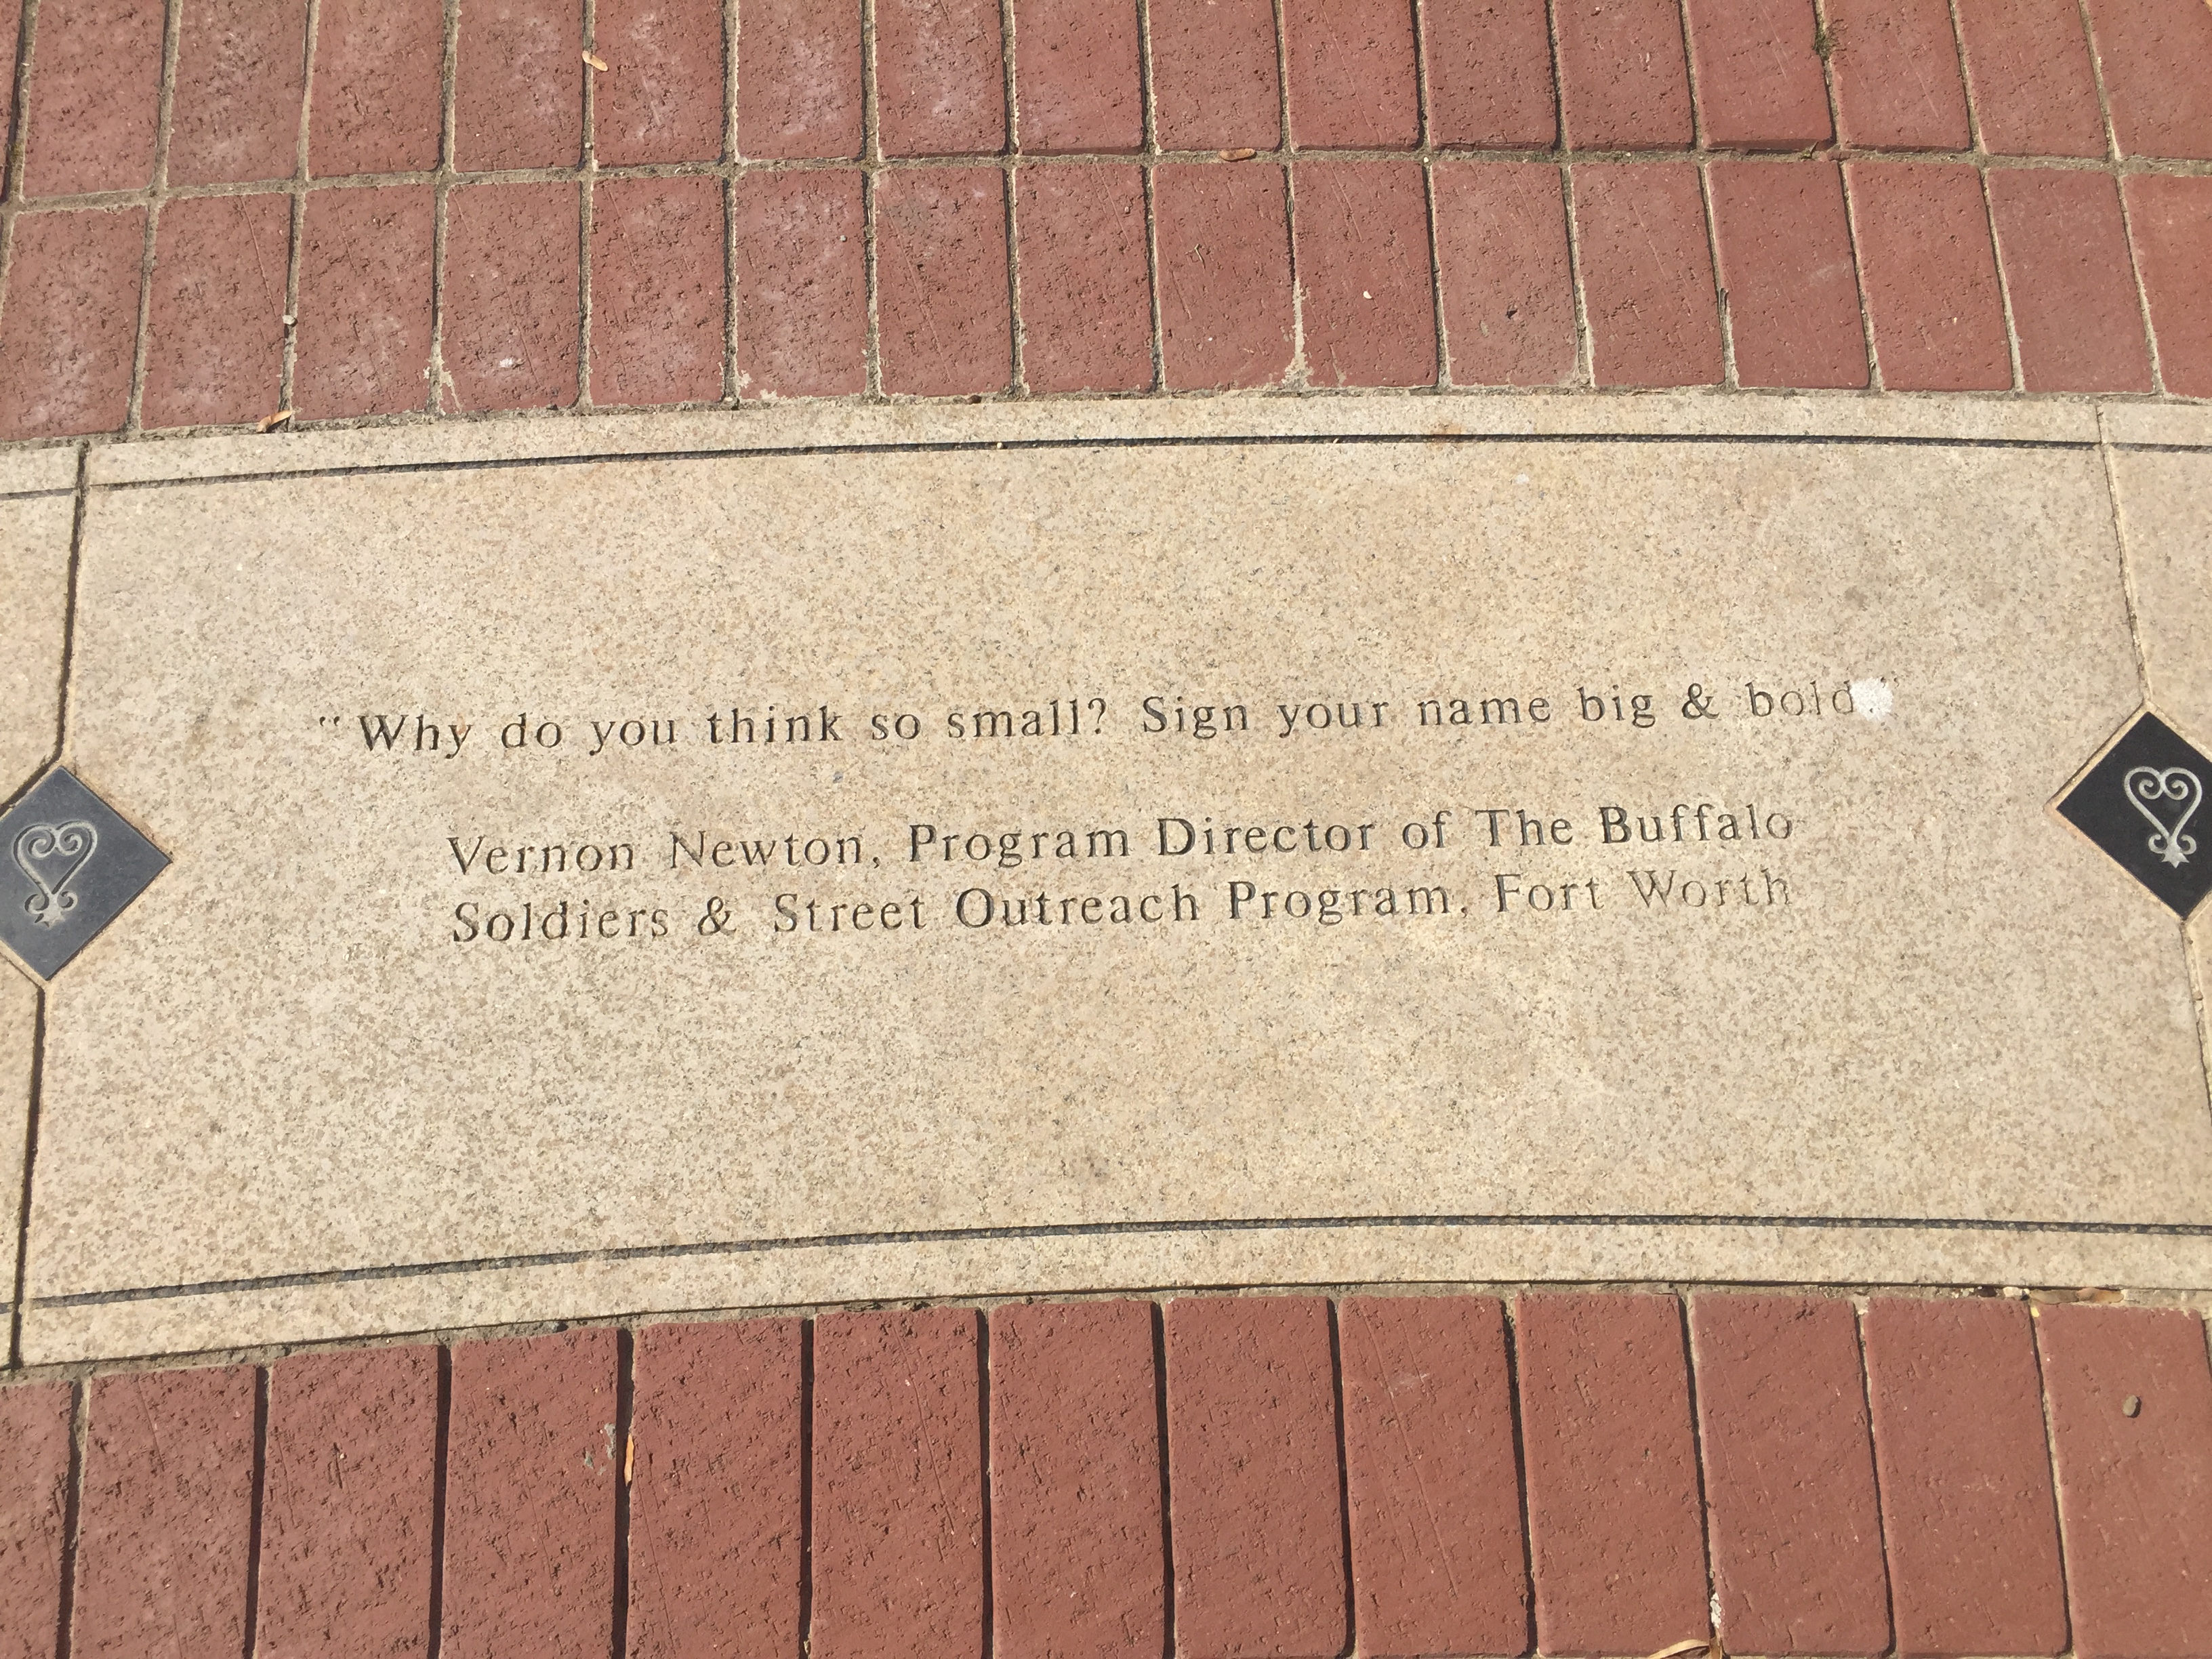 “Why do you think so small? Sign your name big & bold.”
Vernon Newton, Program Director of The Buffalo
Soldiers & Street Outreach Program, Fort Worth